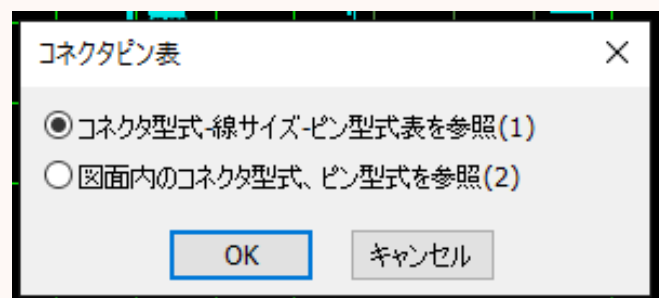 コネクタピン表
コネクタ型式-線サイズ-ピン型式表を参照(1)
図面内のコネクタ型式、ピン型式を参照(2)
OK
キャンセル